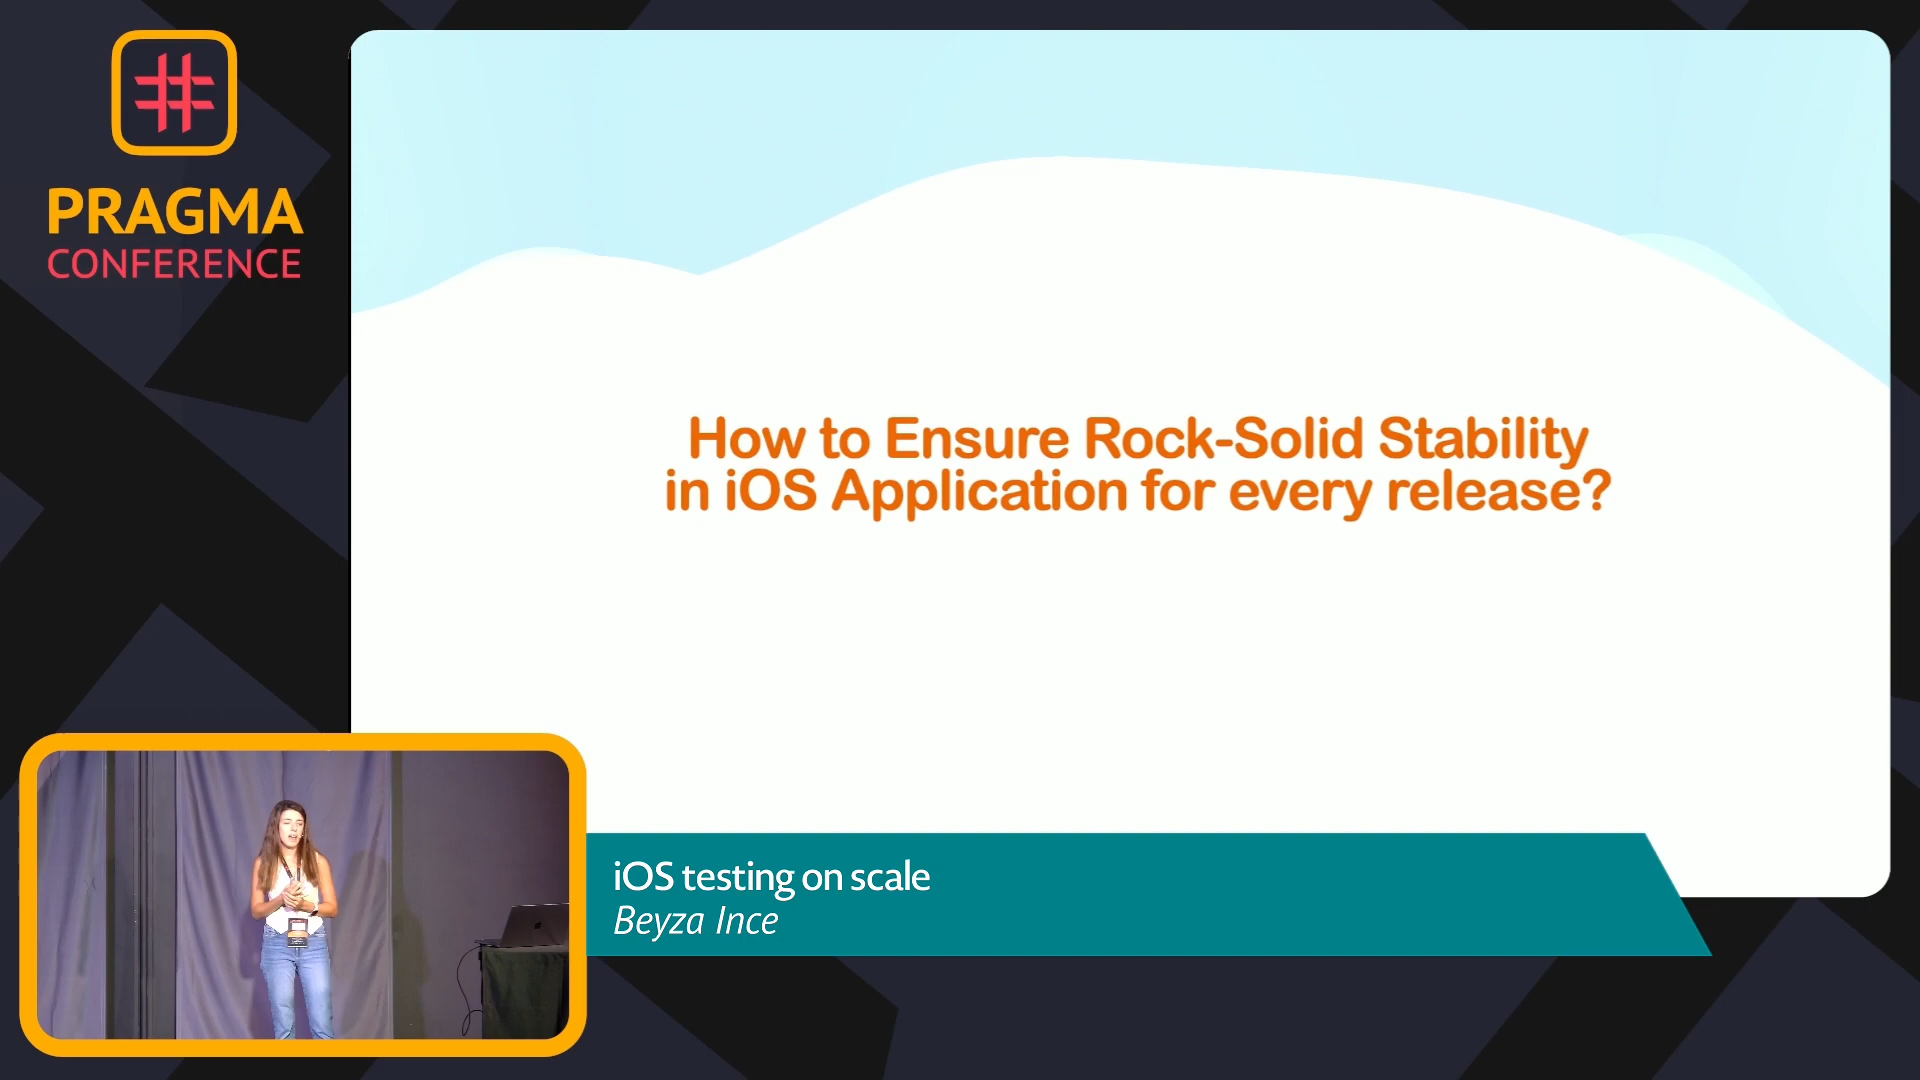 PRAGMA
CONFERENCE
How to Ensure Rock-Solid Stability
in iOS Application for every release?
iOS testing on scale
Beyza Ince